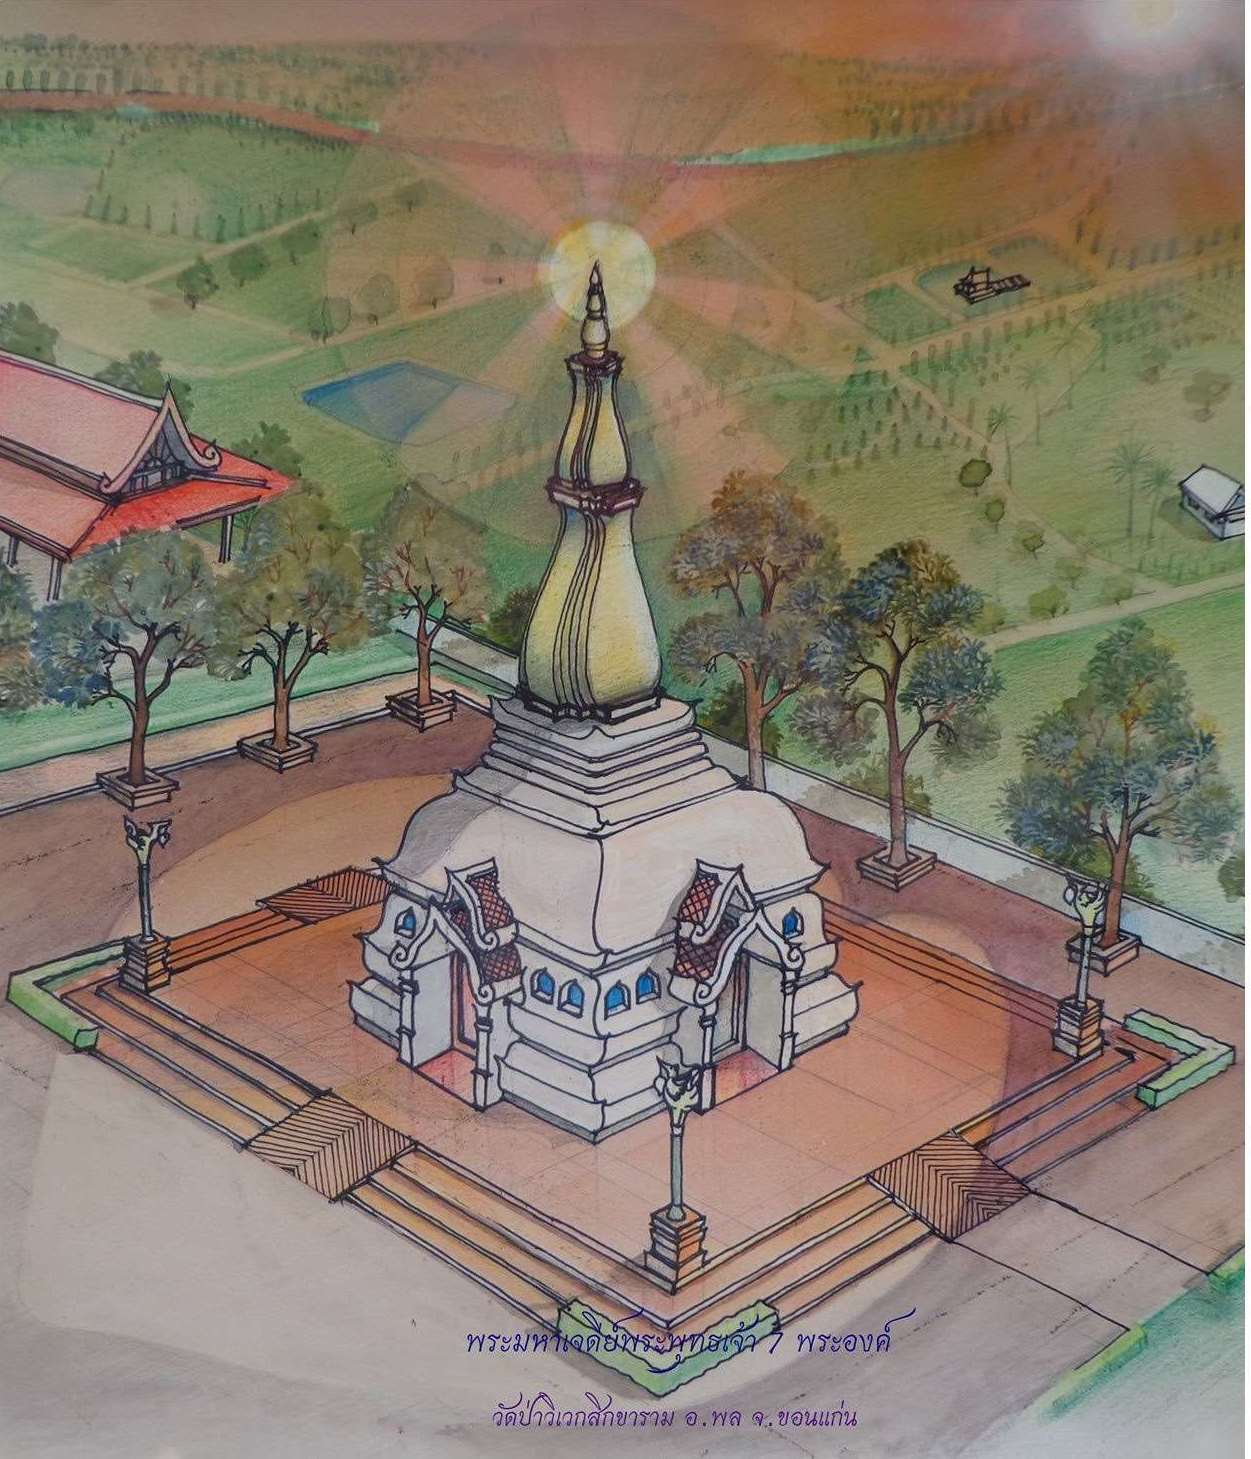 พระมหาเจดีย์พระพุทธเจ้า 7 พระองค์
วัดป่าวิเวกสิกขาราม อ.พล จ.ขอนแก่น